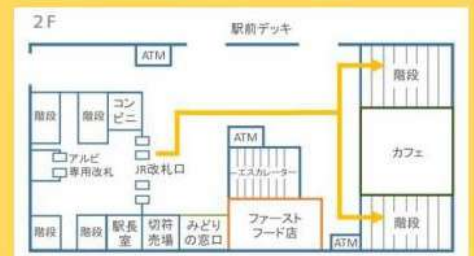 2F
駅前デッキ
ATM
階段
コン
ビニ
階段
階段
ATM
カフェ
アルビ
専用改札
JR改札口
エスカレーター
階段
階段
階段
駅長
室
切符
売場
みどり
の窓口
ファースト
フード店
ATM